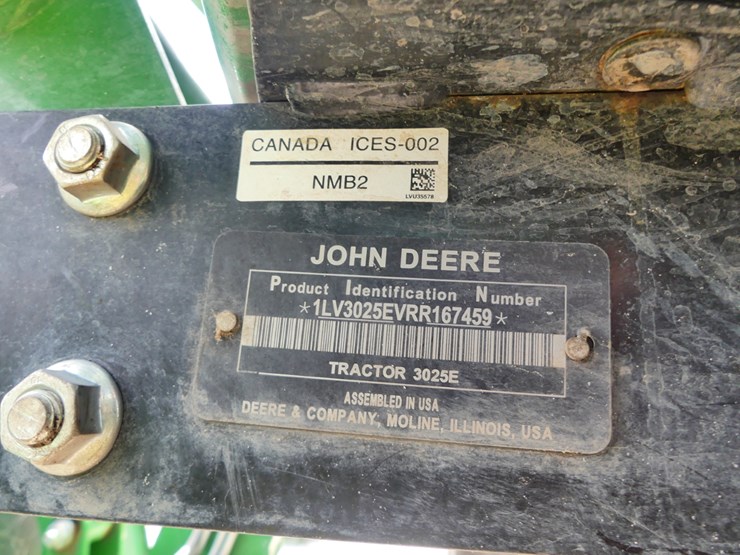 CANADA ICES-002
NMB2
LVU35578
JOHN DEERE
Product Identification Number
*1LV3025EVRR167459*
TRACTOR 3025E
ASSEMBLED IN USA
DEERE & COMPANY, MOLINE, ILLINOIS, USA